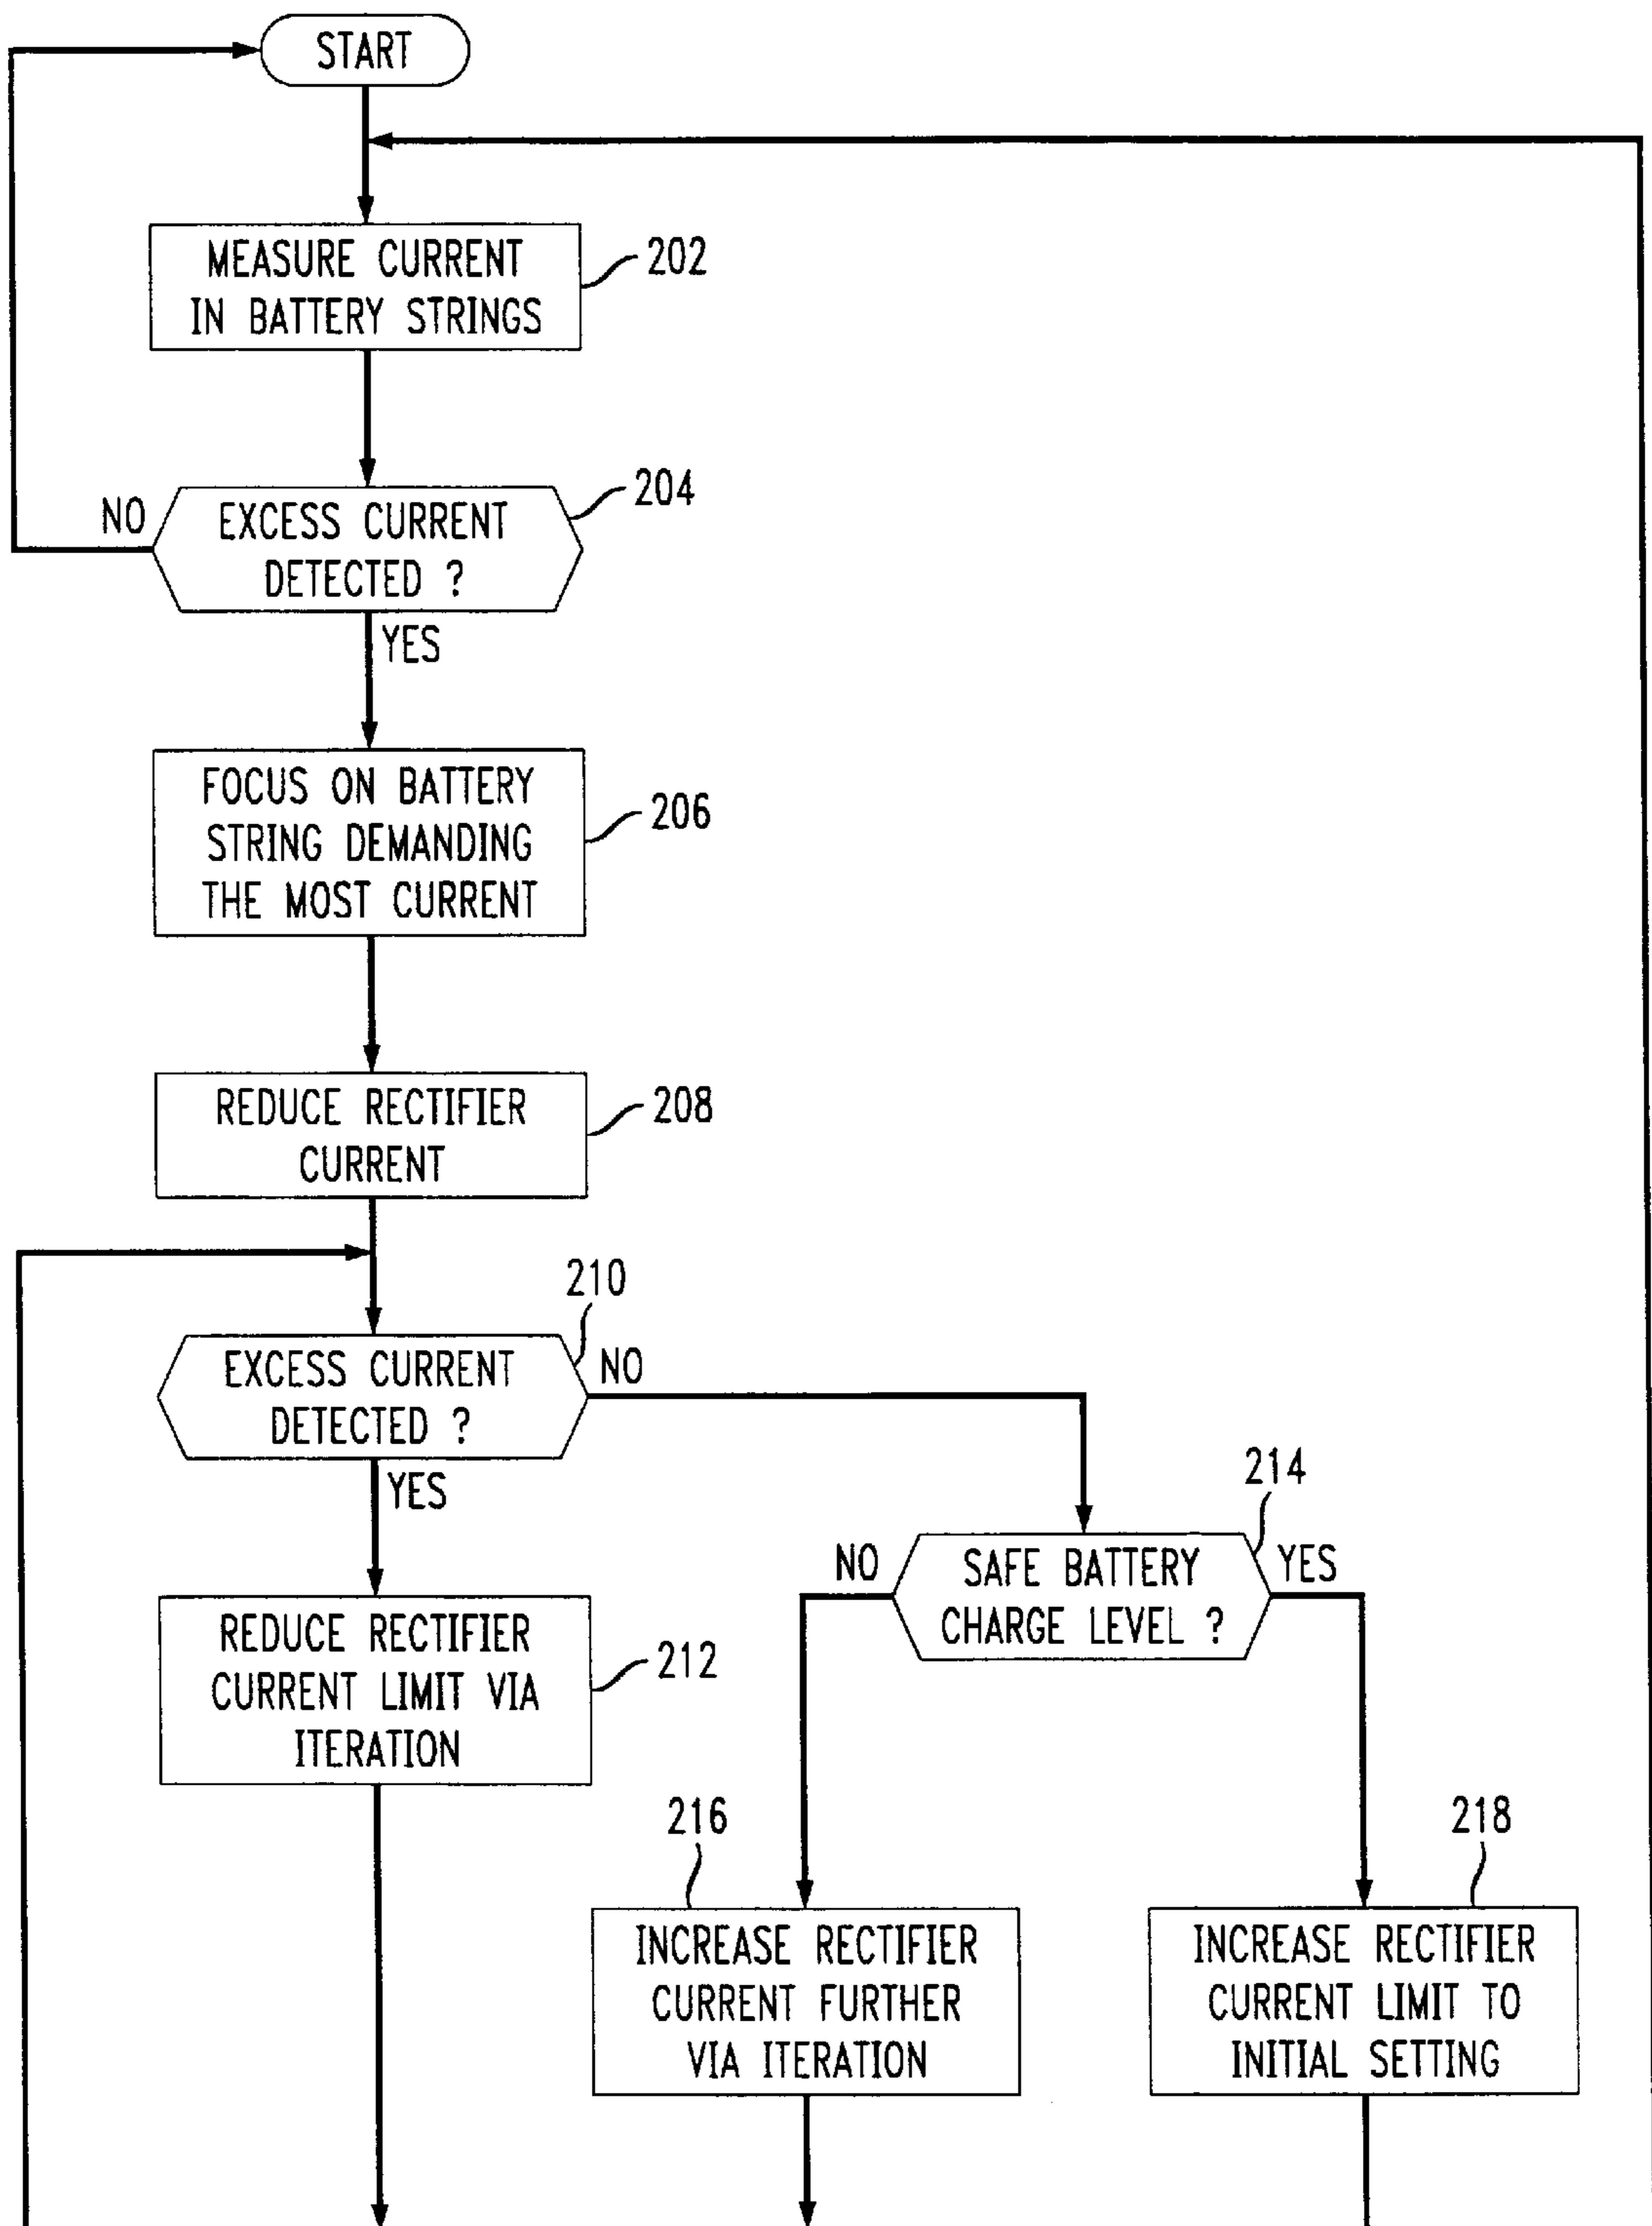 START
MEASURE CURRENT
IN BATTERY STRINGS
202
EXCESS CURRENT
DETECTED ?
204
NO
YES
FOCUS ON BATTERY
STRING DEMANDING
THE MOST CURRENT
206
REDUCE RECTIFIER
CURRENT
208
EXCESS CURRENT
DETECTED ?
210
NO
YES
REDUCE RECTIFIER
CURRENT LIMIT VIA
ITERATION
212
SAFE BATTERY
CHARGE LEVEL ?
214
NO
YES
216
INCREASE RECTIFIER
CURRENT FURTHER
VIA ITERATION
218
INCREASE RECTIFIER
CURRENT LIMIT TO
INITIAL SETTING